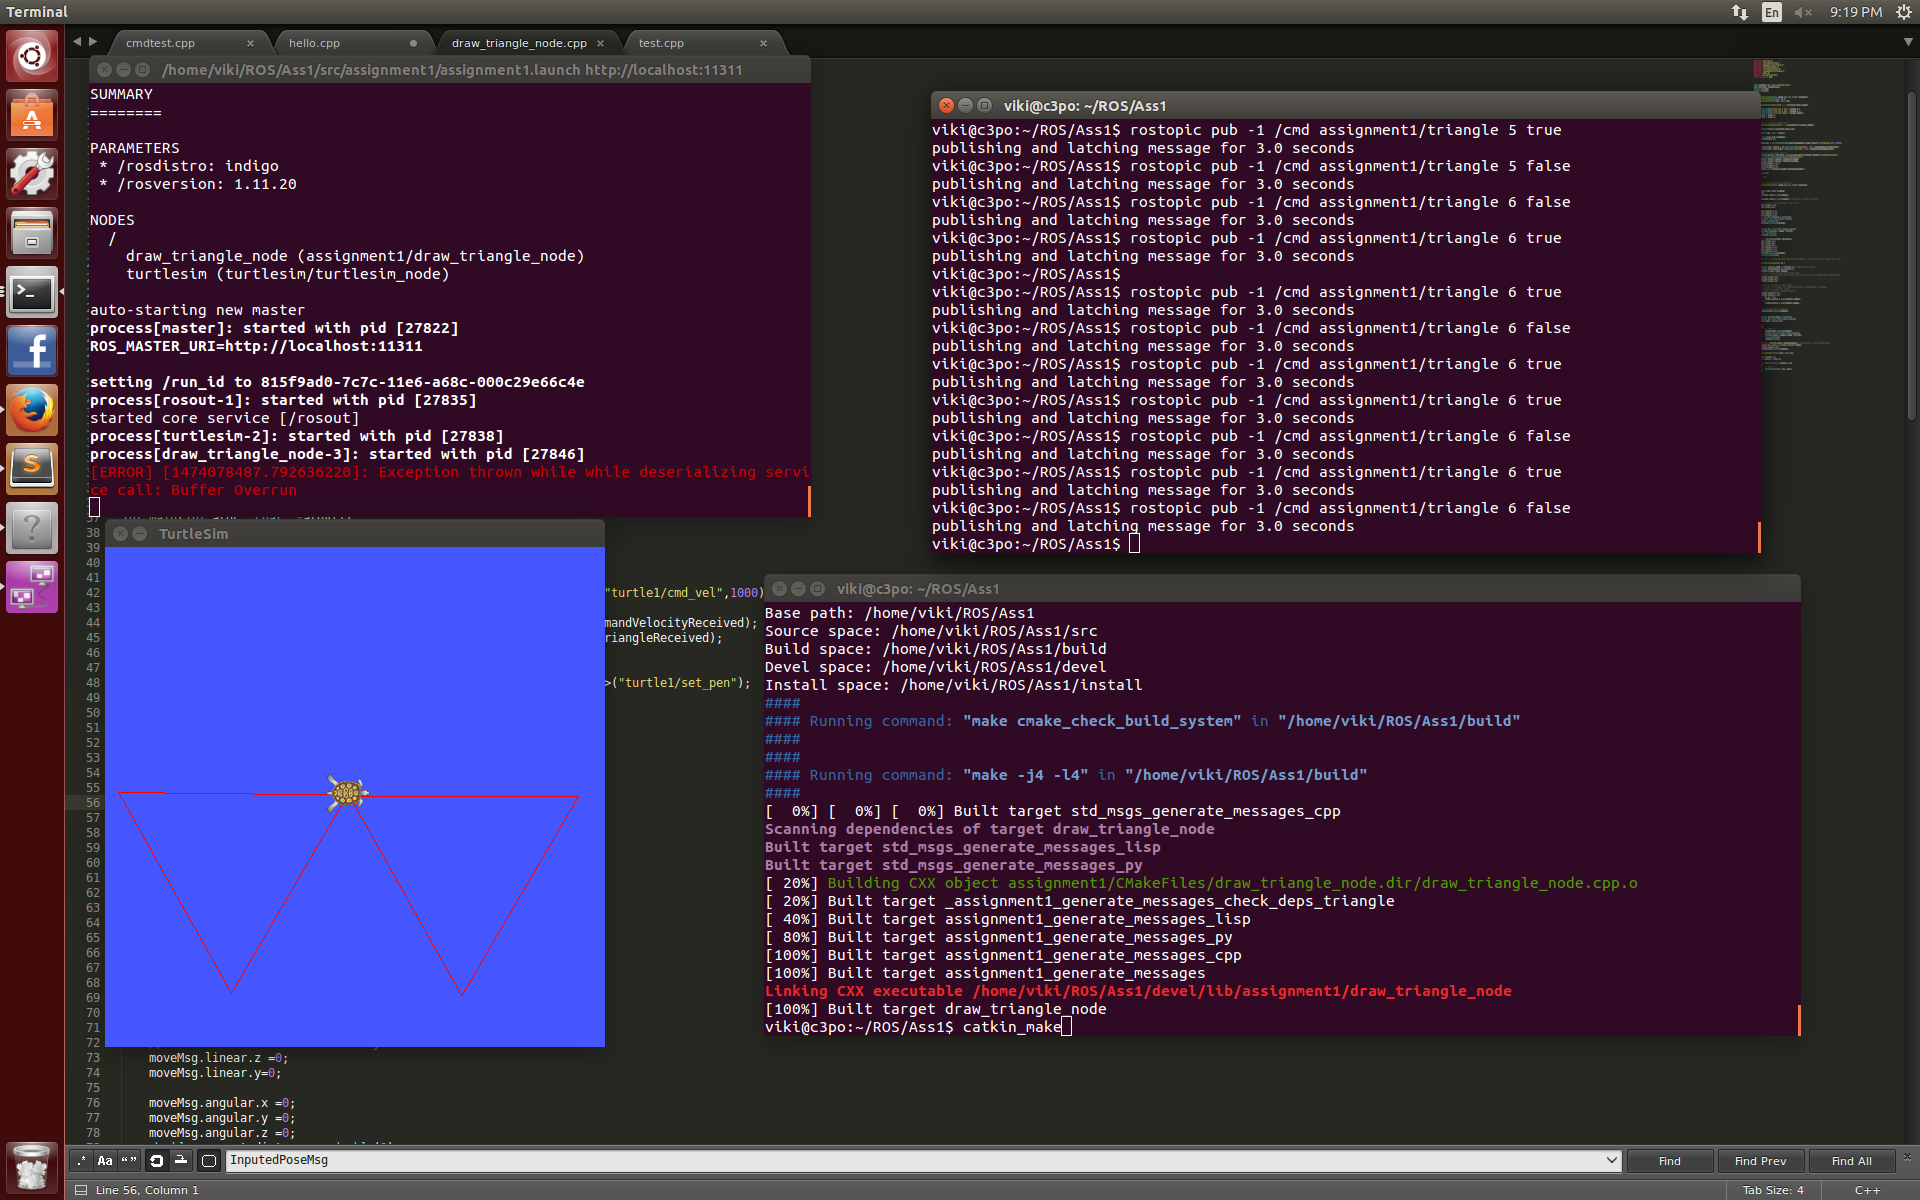 Terminal
En
9:19 PM
cmdtest.cpp
hello.cpp
draw_triangle_node.cpp
test.cpp
/home/viki/ROS/Ass1/src/assignment1/assignment1.launch http://localhost:11311
SUMMARY
========
PARAMETERS
* /rosdistro: indigo
* /rosversion: 1.11.20
NODES
/
draw_triangle_node (assignment1/draw_triangle_node)
turtlesim (turtlesim/turtlesim_node)
auto-starting new master
process[master]: started with pid [27822]
ROS_MASTER_URI=http://localhost:11311
setting /run_id to 815f9ad0-7c7c-11e6-a68c-000c29e66c4e
process[rosout-1]: started with pid [27835]
started core service [/rosout]
process[turtlesim-2]: started with pid [27838]
process[draw_triangle_node-3]: started with pid [27846]
[ERROR] [1474078487.792636220]: Exception thrown while while deserializing servi
ce call: Buffer Overrun
viki@c3po: ~/ROS/Ass1
viki@c3po:~/ROS/Ass1$ rostopic pub -1 /cmd assignment1/triangle 5 true
publishing and latching message for 3.0 seconds
viki@c3po:~/ROS/Ass1$ rostopic pub -1 /cmd assignment1/triangle 5 false
publishing and latching message for 3.0 seconds
viki@c3po:~/ROS/Ass1$ rostopic pub -1 /cmd assignment1/triangle 6 false
publishing and latching message for 3.0 seconds
viki@c3po:~/ROS/Ass1$ rostopic pub -1 /cmd assignment1/triangle 6 true
publishing and latching message for 3.0 seconds
viki@c3po:~/ROS/Ass1$
viki@c3po:~/ROS/Ass1$ rostopic pub -1 /cmd assignment1/triangle 6 true
publishing and latching message for 3.0 seconds
viki@c3po:~/ROS/Ass1$ rostopic pub -1 /cmd assignment1/triangle 6 false
publishing and latching message for 3.0 seconds
viki@c3po:~/ROS/Ass1$ rostopic pub -1 /cmd assignment1/triangle 6 true
publishing and latching message for 3.0 seconds
viki@c3po:~/ROS/Ass1$ rostopic pub -1 /cmd assignment1/triangle 6 true
publishing and latching message for 3.0 seconds
viki@c3po:~/ROS/Ass1$ rostopic pub -1 /cmd assignment1/triangle 6 false
publishing and latching message for 3.0 seconds
viki@c3po:~/ROS/Ass1$ rostopic pub -1 /cmd assignment1/triangle 6 true
publishing and latching message for 3.0 seconds
viki@c3po:~/ROS/Ass1$ rostopic pub -1 /cmd assignment1/triangle 6 false
publishing and latching message for 3.0 seconds
viki@c3po:~/ROS/Ass1$
TurtleSim
38
39
40
41
42 "turtle1/cmd_vel",1000)
43
44 mandVelocityReceived);
45 riangleReceived);
46
47
48 >("turtle1/set_pen");
49
50
51
52
53
54
55
56
57
58
59
60
61
62
63
64
65
66
67
68
69
70
71
72
73 moveMsg.linear.z =0;
74 moveMsg.linear.y=0;
75
76 moveMsg.angular.x =0;
77 moveMsg.angular.y =0;
78 moveMsg.angular.z =0;
viki@c3po: ~/ROS/Ass1
Base path: /home/viki/ROS/Ass1
Source space: /home/viki/ROS/Ass1/src
Build space: /home/viki/ROS/Ass1/build
Devel space: /home/viki/ROS/Ass1/devel
Install space: /home/viki/ROS/Ass1/install
####
#### Running command: "make cmake_check_build_system" in "/home/viki/ROS/Ass1/build"
####
####
#### Running command: "make -j4 -l4" in "/home/viki/ROS/Ass1/build"
####
[  0%] [  0%] [  0%] Built target std_msgs_generate_messages_cpp
Scanning dependencies of target draw_triangle_node
Built target std_msgs_generate_messages_lisp
Built target std_msgs_generate_messages_py
[ 20%] Building CXX object assignment1/CMakeFiles/draw_triangle_node.dir/draw_triangle_node.cpp.o
[ 20%] Built target _assignment1_generate_messages_check_deps_triangle
[ 40%] Built target assignment1_generate_messages_lisp
[ 80%] Built target assignment1_generate_messages_py
[100%] Built target assignment1_generate_messages_cpp
[100%] Built target assignment1_generate_messages
Linking CXX executable /home/viki/ROS/Ass1/devel/lib/assignment1/draw_triangle_node
[100%] Built target draw_triangle_node
viki@c3po:~/ROS/Ass1$ catkin_make
.* Aa “”
InputedPoseMsg
Find
Find Prev
Find All
Line 56, Column 1
Tab Size: 4
C++